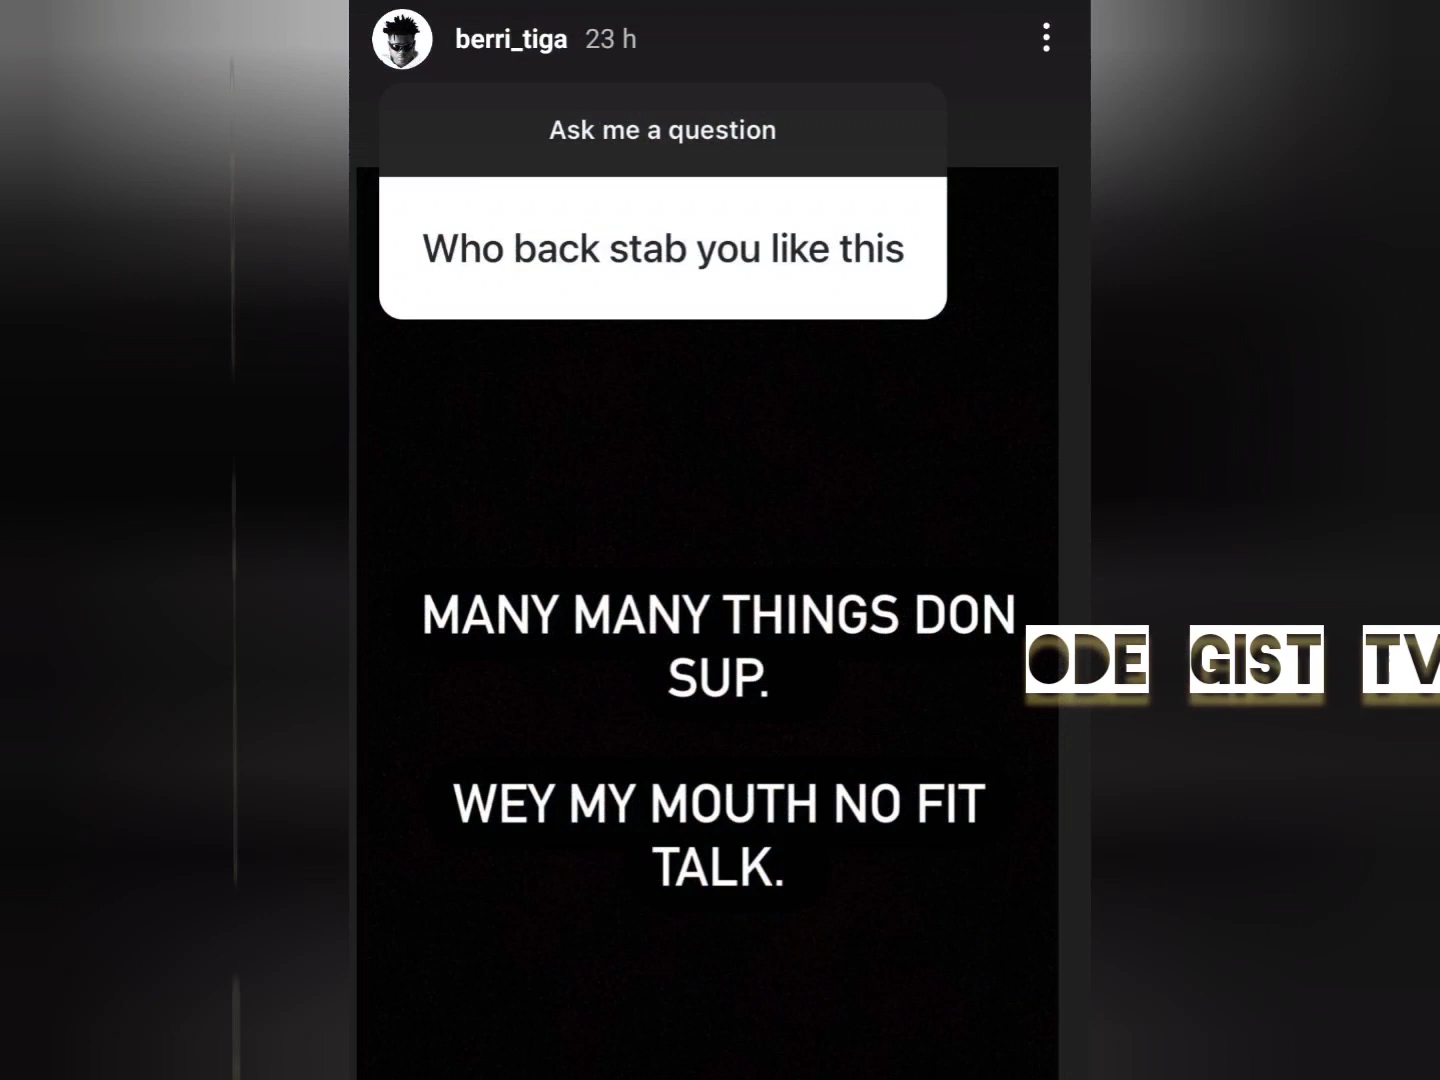 berri_tiga 23 h
Ask me a question
Who back stab you like this
MANY MANY THINGS DON
SUP.
ODE GIST TV
WEY MY MOUTH NO FIT
TALK.